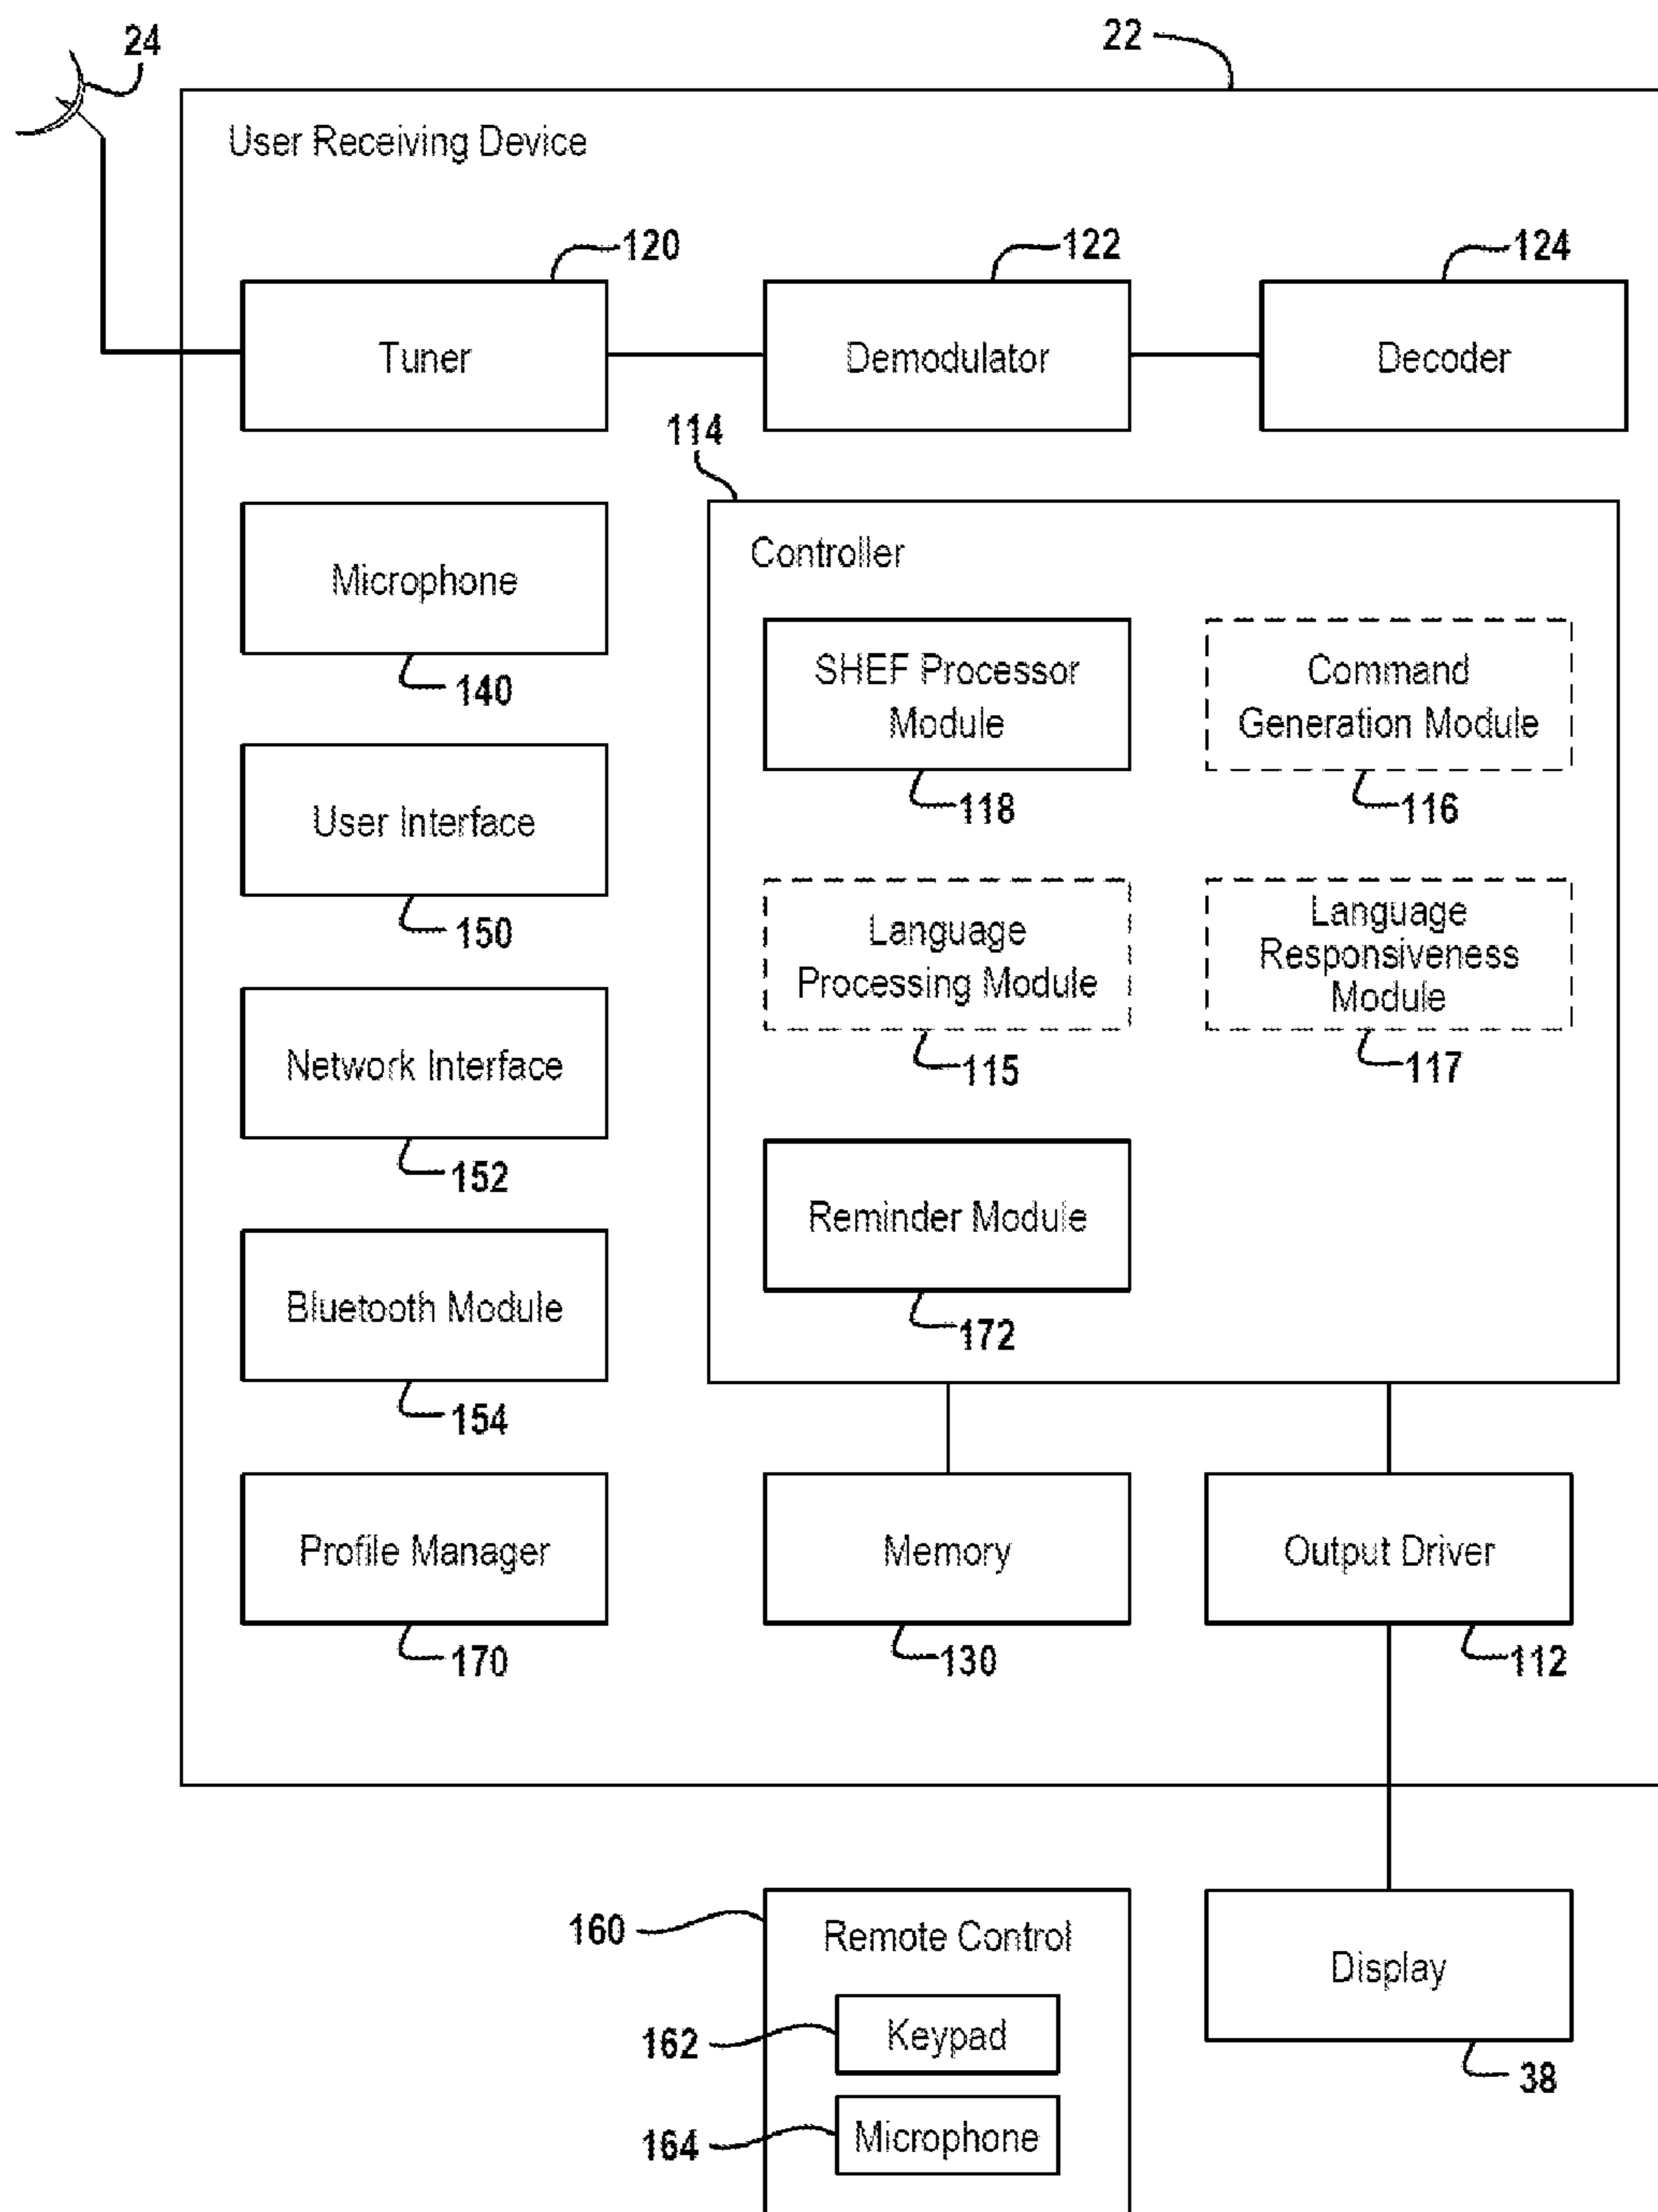 24
22
User Receiving Device
120
122
124
Tuner
Demodulator
Decoder
114
Microphone
140
Controller
SHEF Processor
Module
118
Command
Generation Module
116
User Interface
150
Language
Processing Module
115
Language
Responsiveness
Module
117
Network Interface
152
Reminder Module
172
Bluetooth Module
154
Profile Manager
170
Memory
130
Output Driver
112
160
Remote Control
162
Keypad
164
Microphone
Display
38